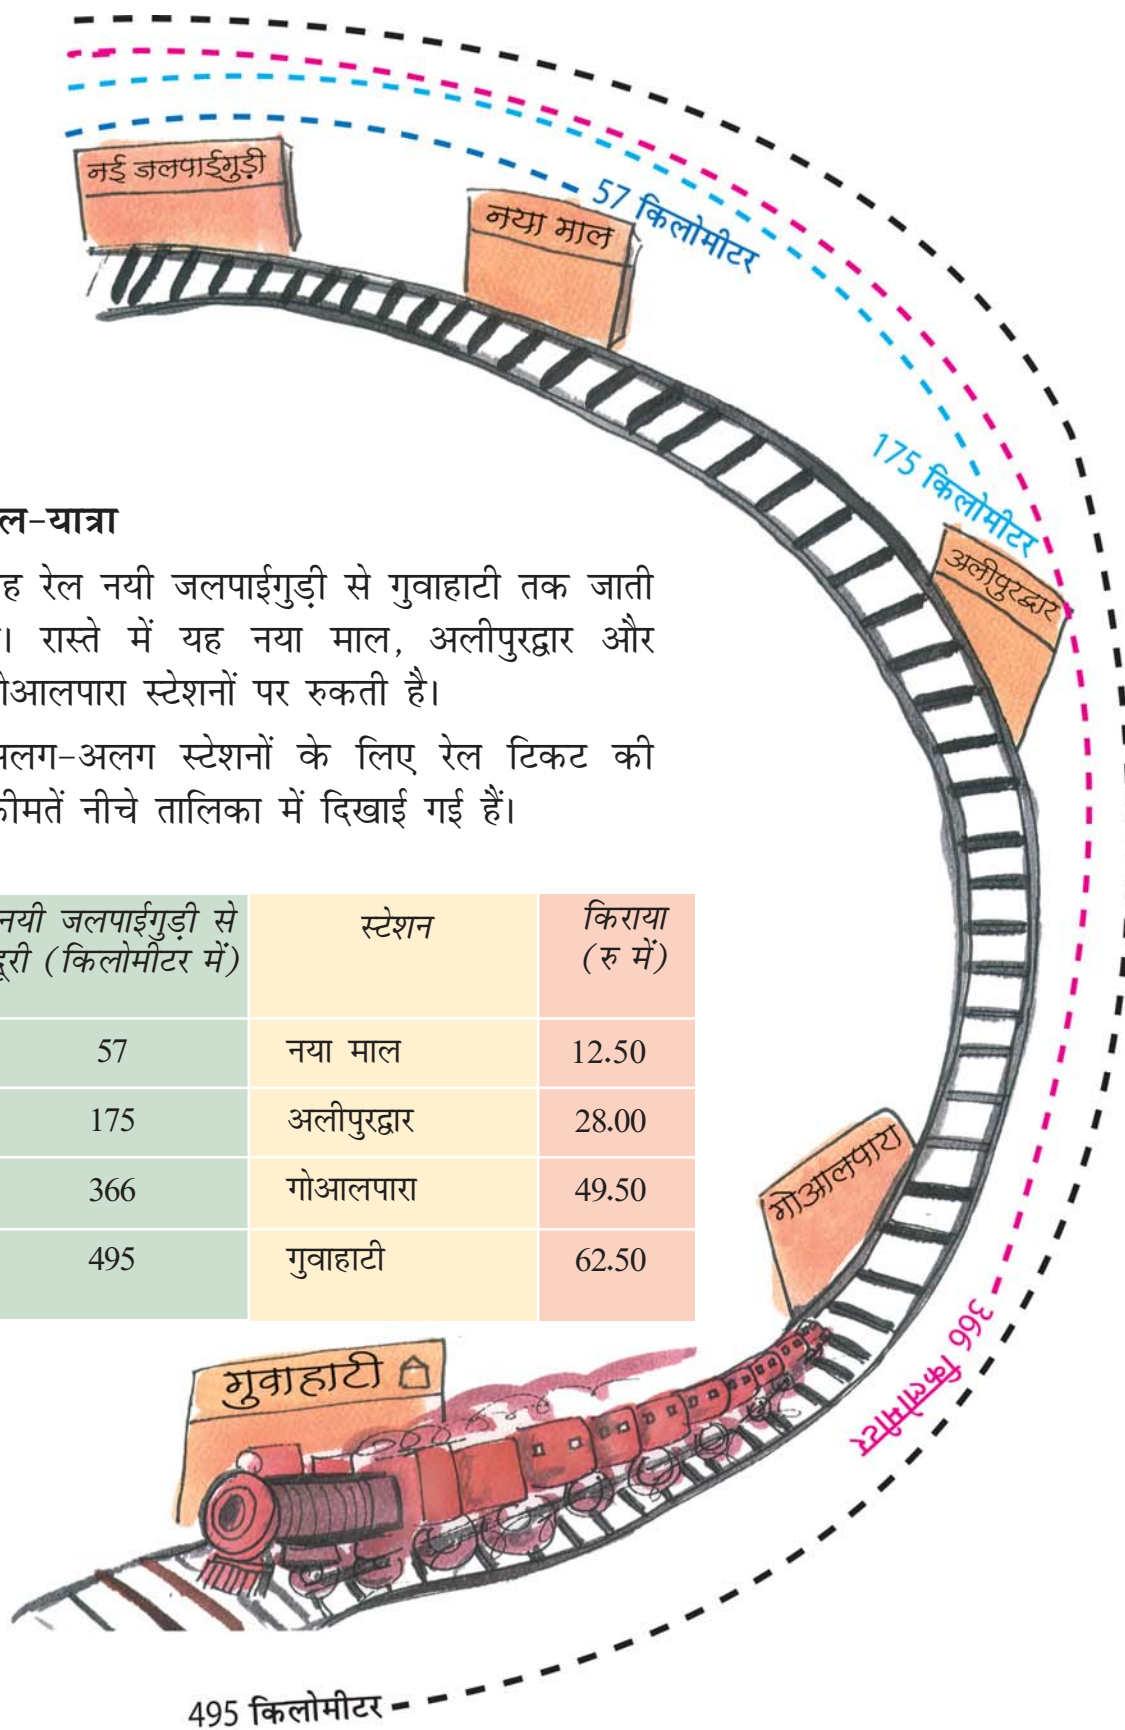 नई जलपाईगुड़ी
नया माल
57 किलोमीटर
175 किलोमीटर
अलीपुरद्वार
ल-यात्रा
ह रेल नयी जलपाईगुड़ी से गुवाहाटी तक जाती
। रास्ते में यह नया माल, अलीपुरद्वार और
ोआलपारा स्टेशनों पर रुकती है।
लग-अलग स्टेशनों के लिए रेल टिकट की
कीमतें नीचे तालिका में दिखाई गई हैं।
नयी जलपाईगुड़ी से
दूरी (किलोमीटर में)
स्टेशन
किराया
(रु में)
57 नया माल 12.50
175 अलीपुरद्वार 28.00
366 गोआलपारा 49.50
495 गुवाहाटी 62.50
गोआलपारा
366 किलोमीटर
गुवाहाटी
495 किलोमीटर